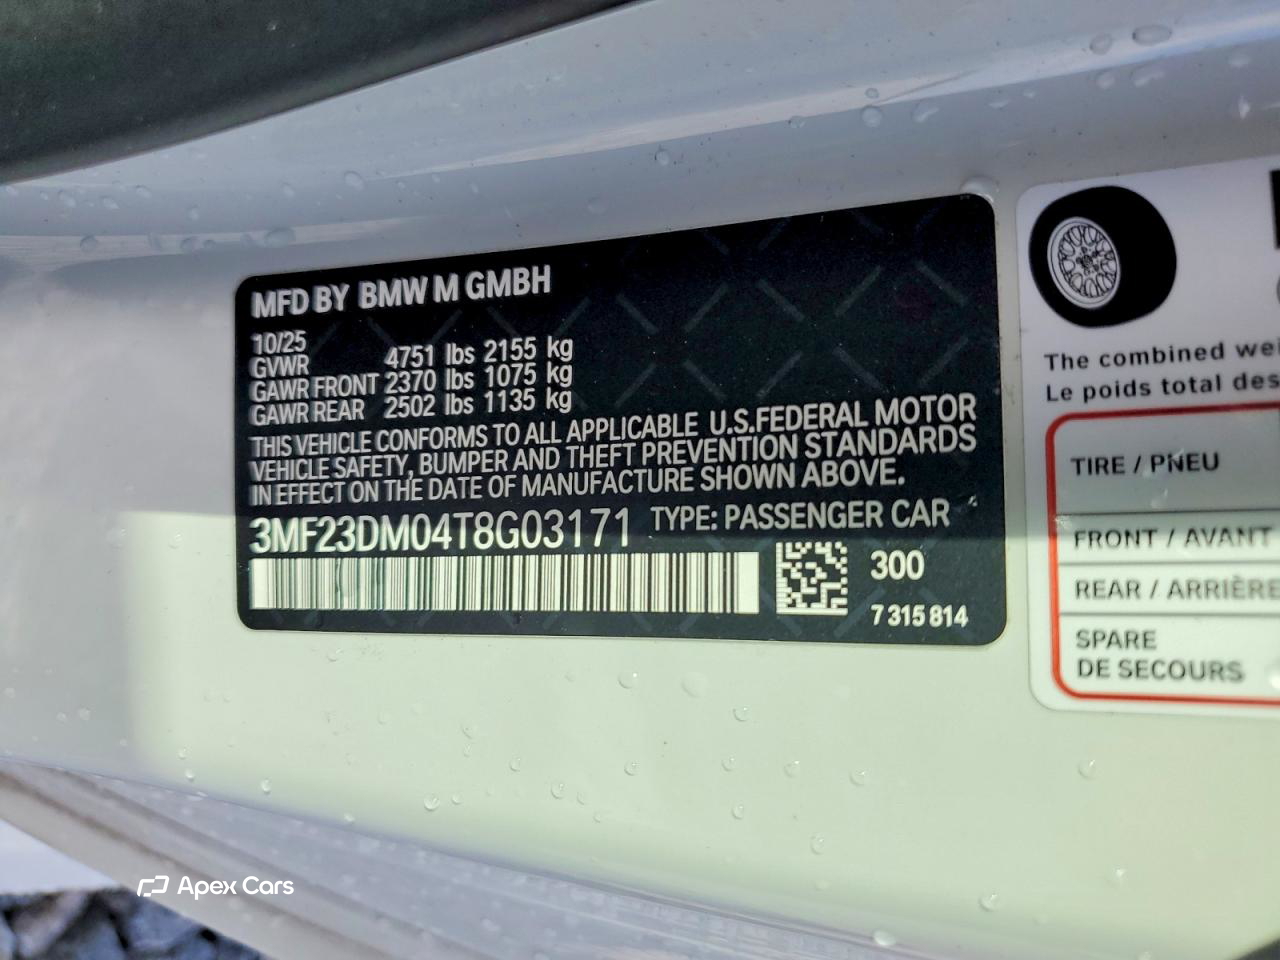 MFD BY BMW M GMBH
10/25
GVWR 4751 lbs 2155 kg
GAWR FRONT 2370 lbs 1075 kg
GAWR REAR 2502 lbs 1135 kg
THIS VEHICLE CONFORMS TO ALL APPLICABLE U.S.FEDERAL MOTOR
VEHICLE SAFETY, BUMPER AND THEFT PREVENTION STANDARDS
IN EFFECT ON THE DATE OF MANUFACTURE SHOWN ABOVE.
3MF23DM04T8G03171 TYPE: PASSENGER CAR
300
7 315 814
The combined
Le poids total des
TIRE / PNEU
FRONT / AVANT
REAR / ARRIÈRE
SPARE
DE SECOURS
Apex Cars